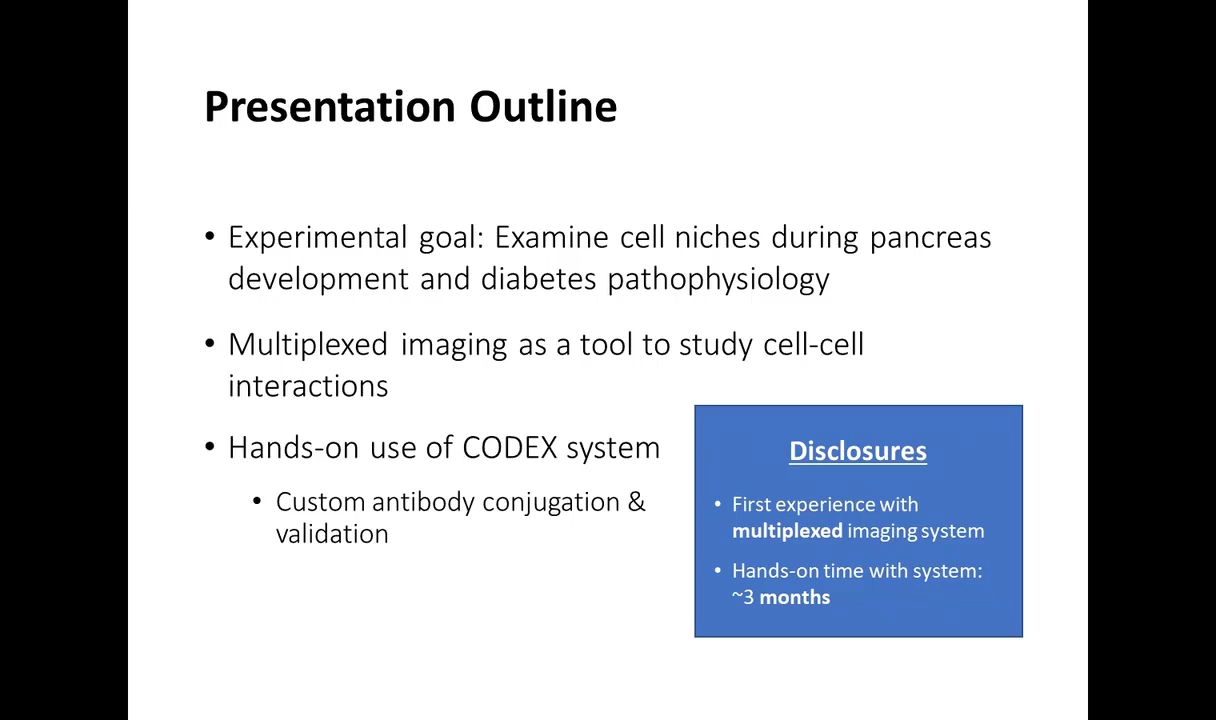 Presentation Outline
• Experimental goal: Examine cell niches during pancreas
development and diabetes pathophysiology
• Multiplexed imaging as a tool to study cell-cell
interactions
• Hands-on use of CODEX system
• Custom antibody conjugation &
validation
Disclosures
• First experience with
multiplexed imaging system
• Hands-on time with system:
~3 months